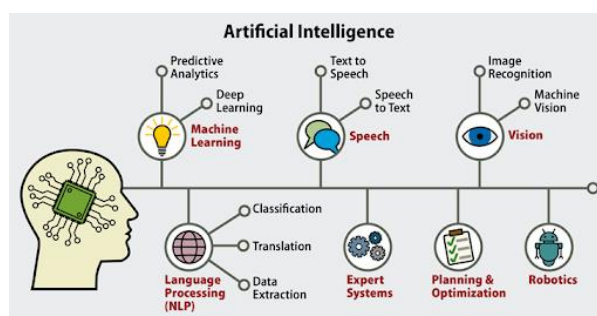 Artificial Intelligence
Predictive
Analytics
Deep
Learning
Machine
Learning
Text to
Speech
Speech
to Text
Speech
Image
Recognition
Machine
Vision
Vision
Classification
Translation
Data
Extraction
Language
Processing
(NLP)
Expert
Systems
Planning &
Optimization
Robotics